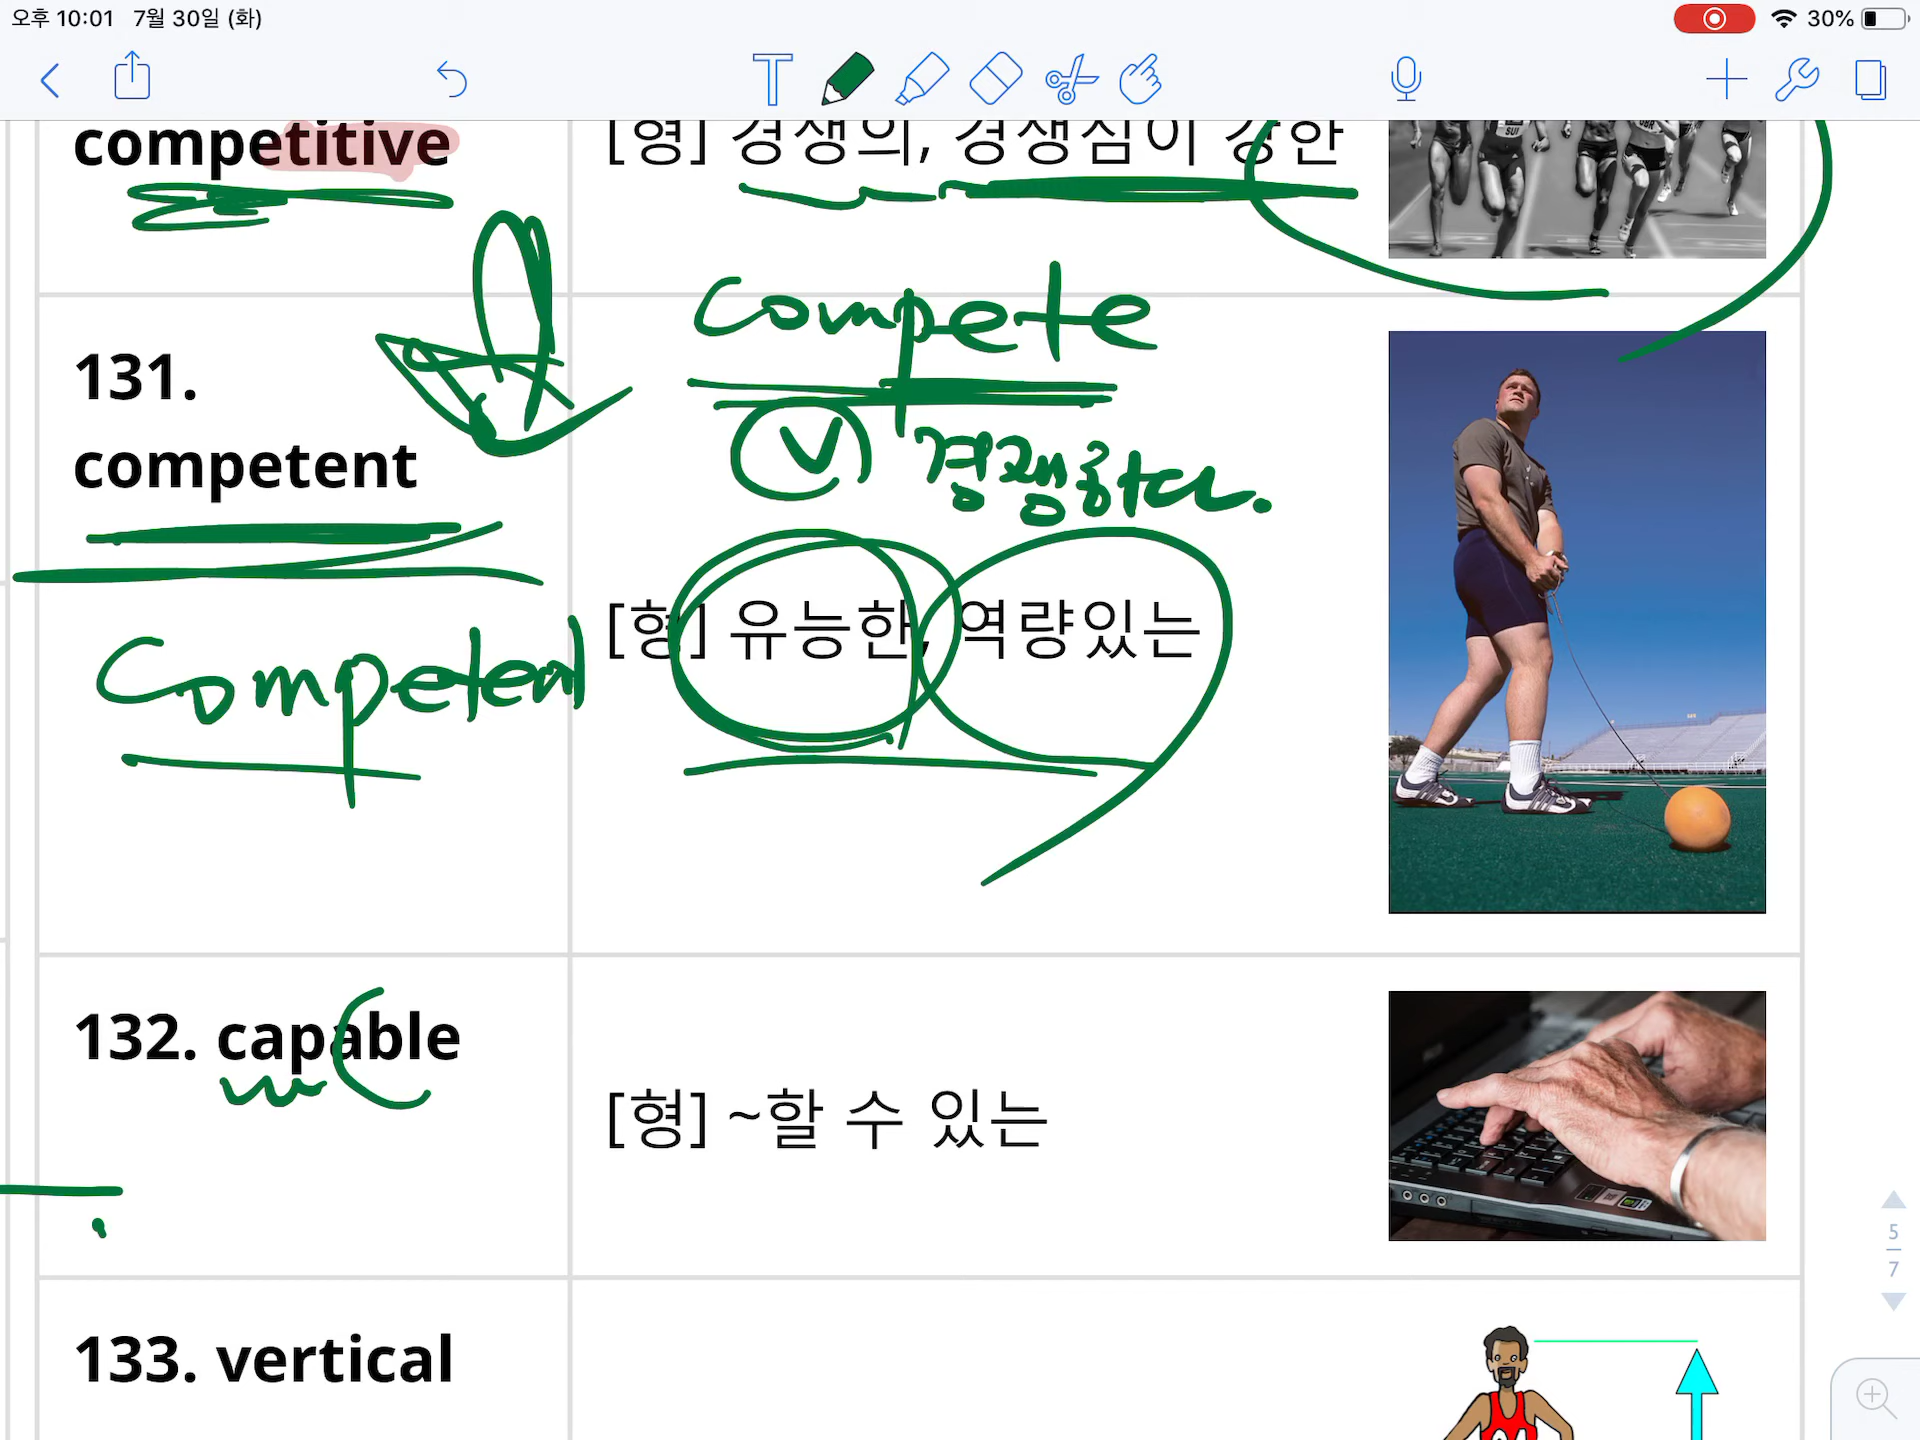 오후 10:01 7월 30일 (화)
30%
competitive
[형] 경쟁의, 경쟁심이 강한
compete
131.
competent
V 경쟁하다.
[형] 유능한, 역량있는
Competent
132. capable
[형] ~할 수 있는
5
7
133. vertical